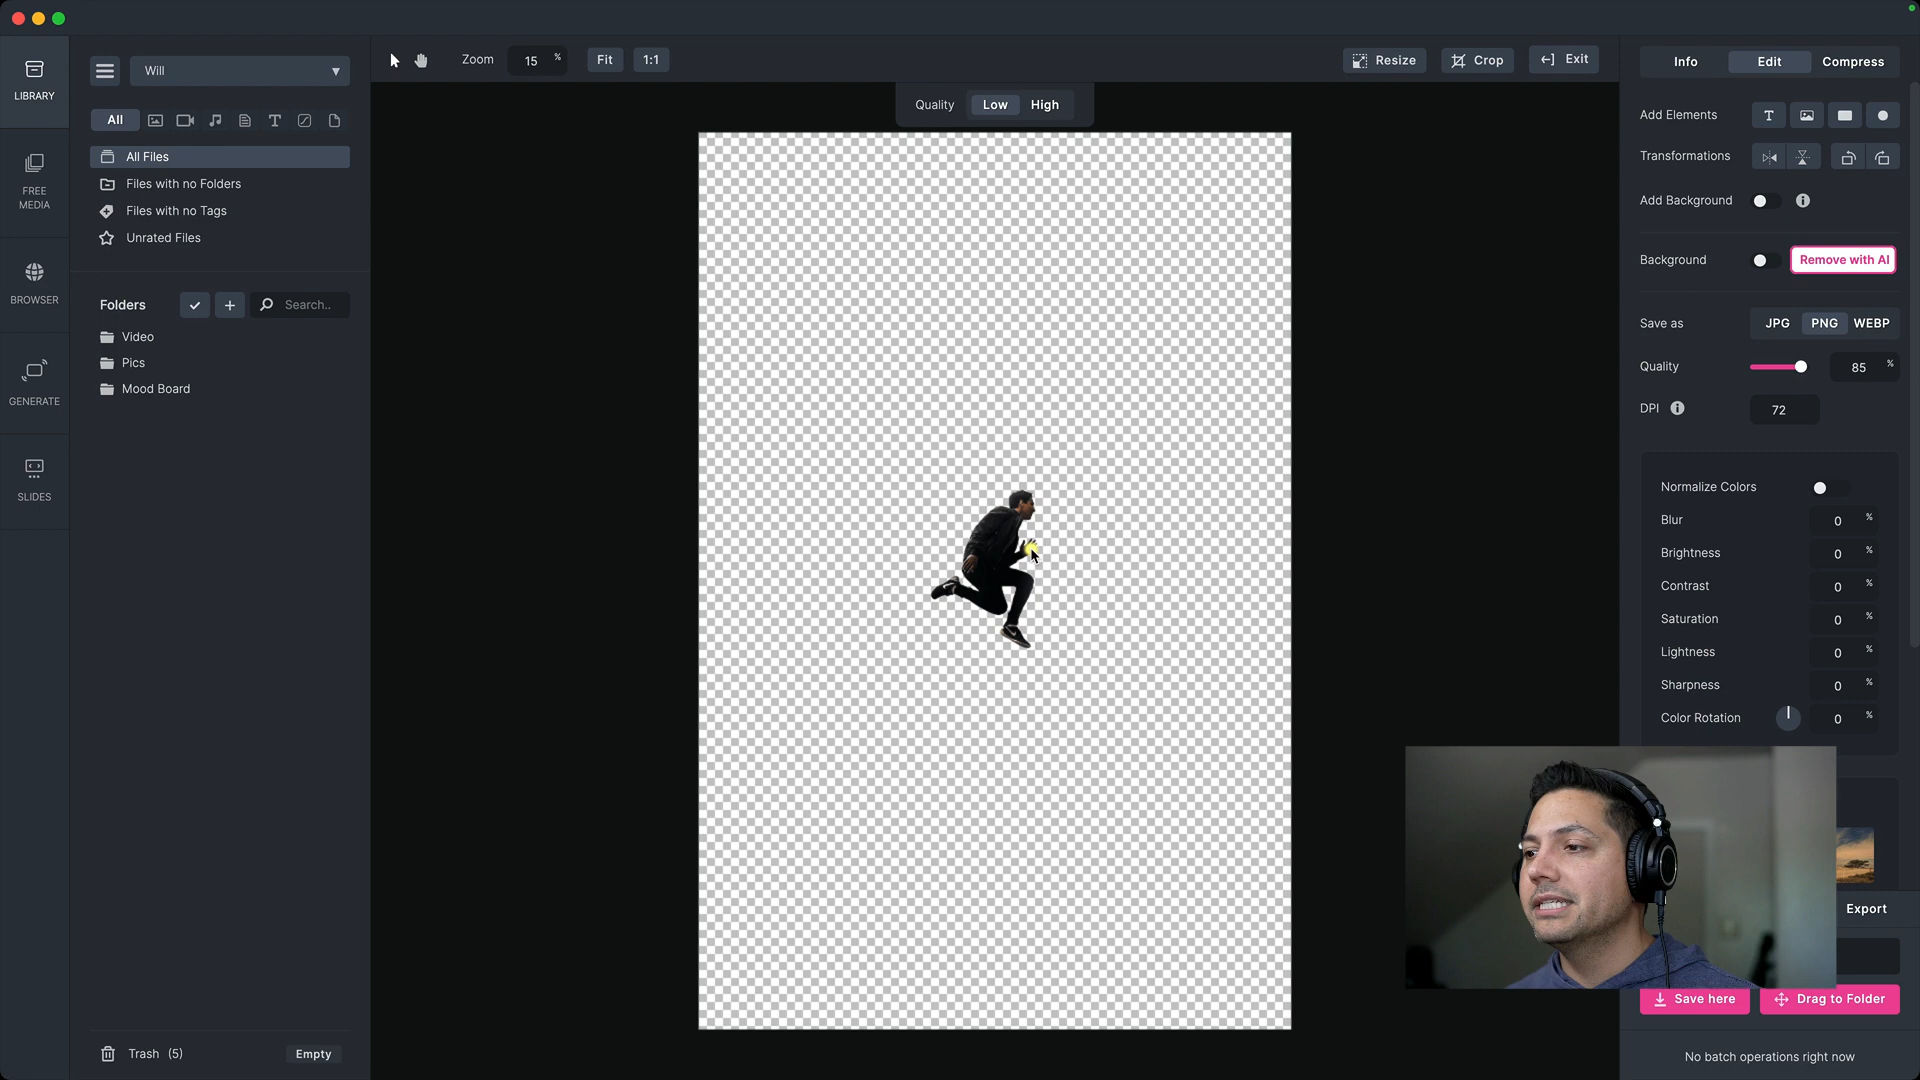 LIBRARY
FREE
MEDIA
BROWSER
GENERATE
SLIDES
Will
All
All Files
Files with no Folders
Files with no Tags
Unrated Files
Folders
Search..
Video
Pics
Mood Board
Trash (5)
Empty
Zoom 15 %
Fit
1:1
Resize
Crop
Exit
Quality Low High
Info
Edit
Compress
Add Elements
Transformations
Add Background
Background
Remove with AI
Save as JPG PNG WEBP
Quality 85 %
DPI 72
Normalize Colors
Blur 0 %
Brightness 0 %
Contrast 0 %
Saturation 0 %
Lightness 0 %
Sharpness 0 %
Color Rotation 0 %
Export
Save here
Drag to Folder
No batch operations right now